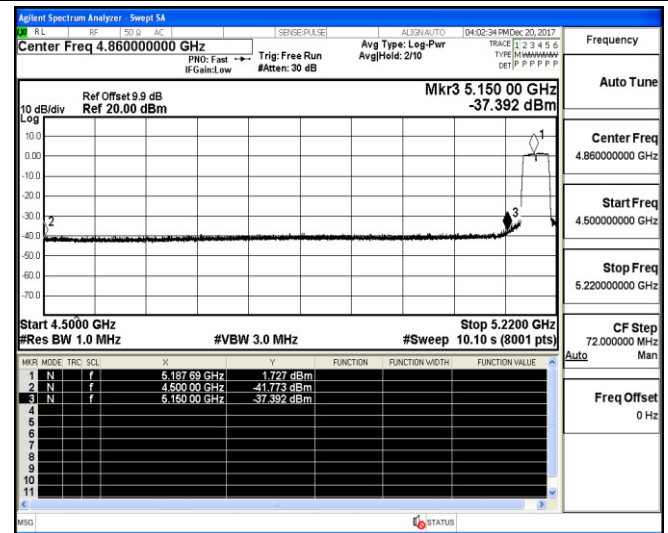 Agilent Spectrum Analyzer - Swept SA
RL RF 50 Ω AC SENSE:PULSE ALIGN AUTO 04:02:34 PM Dec 20, 2017
Center Freq 4.860000000 GHz
PNO: Fast
IFGain:Low
Trig: Free Run
#Atten: 30 dB
Avg Type: Log-Pwr
Avg|Hold: 2/10
TRACE 1 2 3 4 5 6
TYPE M WWWWW
DET P P P P P P
Ref Offset 9.9 dB
10 dB/div Ref 20.00 dBm
Log
Mkr3 5.150 00 GHz
-37.392 dBm
10.0
0.00
-10.0
-20.0
-30.0
-40.0
-50.0
-60.0
-70.0
1
2
3
Start 4.5000 GHz Stop 5.2200 GHz
#Res BW 1.0 MHz #VBW 3.0 MHz #Sweep 10.10 s (8001 pts)
MKR MODE TRC SCL X Y FUNCTION FUNCTION WIDTH FUNCTION VALUE
1 N f 5.187 69 GHz 1.727 dBm
2 N f 4.500 00 GHz -41.773 dBm
3 N f 5.150 00 GHz -37.392 dBm
4
5
6
7
8
9
10
11
MSG STATUS
Frequency
Auto Tune
Center Freq
4.860000000 GHz
Start Freq
4.500000000 GHz
Stop Freq
5.220000000 GHz
CF Step
72.000000 MHz
Auto Man
Freq Offset
0 Hz